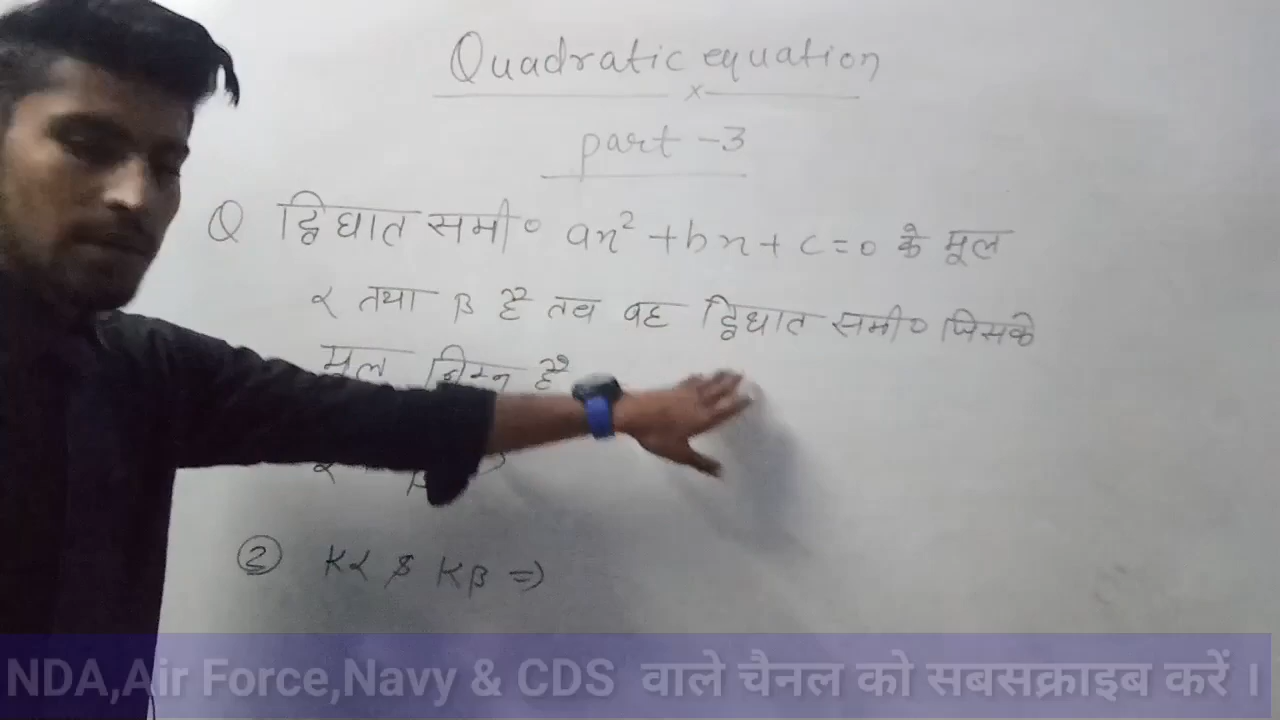 Quadratic equation
x
part -3
Q द्विघात समी० ax² + bx + c = 0 के मूल
α तथा β है तव वह द्विघात समी० जिसके
मूल निम्न है
② Kα & Kβ ⇒
NDA,Air Force,Navy & CDS वाले चैनल को सबसक्राइब करें ।